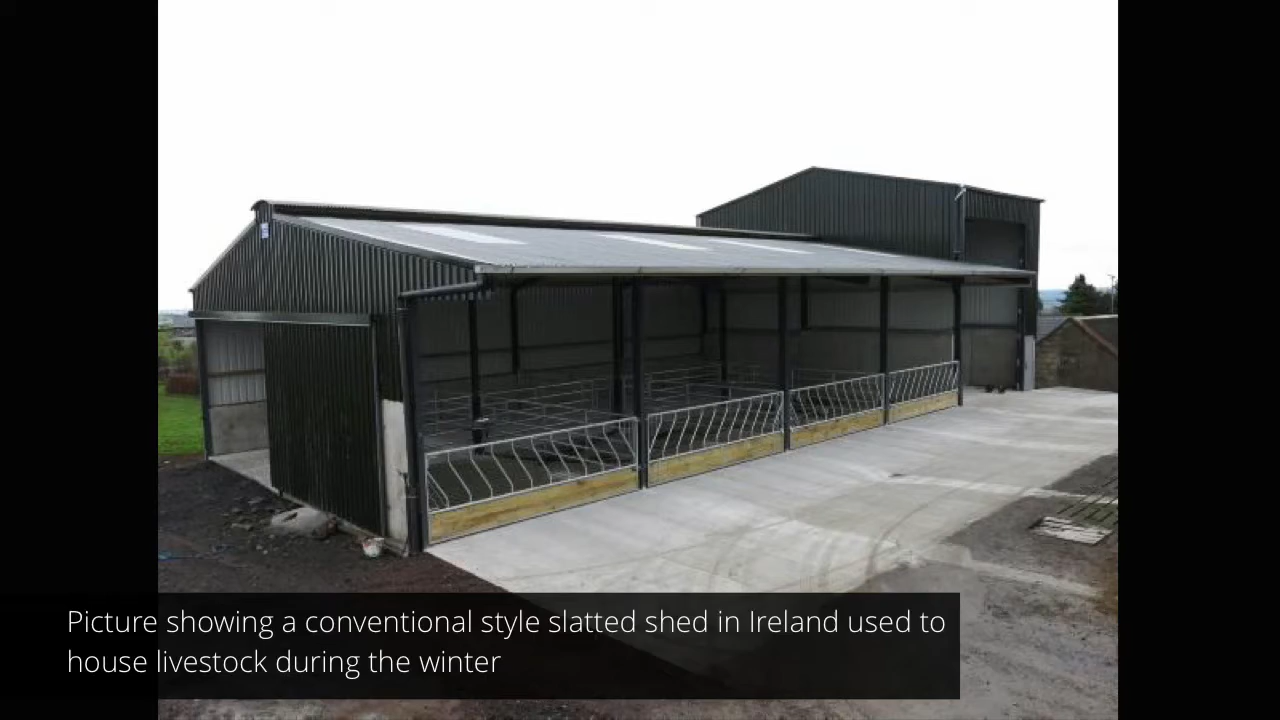 Picture showing a conventional style slatted shed in Ireland used to
house livestock during the winter